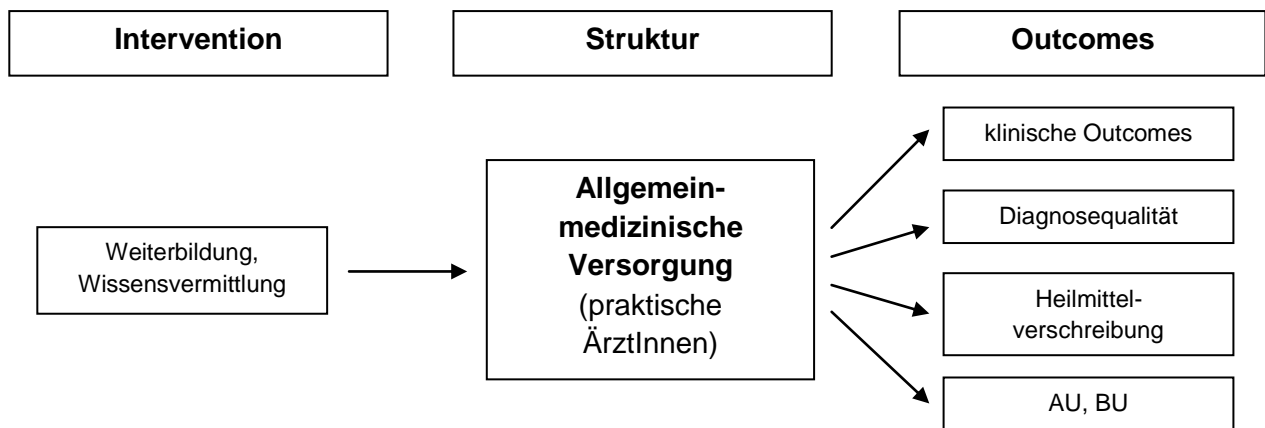 Intervention
Struktur
Outcomes
Weiterbildung,
Wissensvermittlung
Allgemein-
medizinische
Versorgung
(praktische
ÄrztInnen)
klinische Outcomes
Diagnosequalität
Heilmittel-
verschreibung
AU, BU